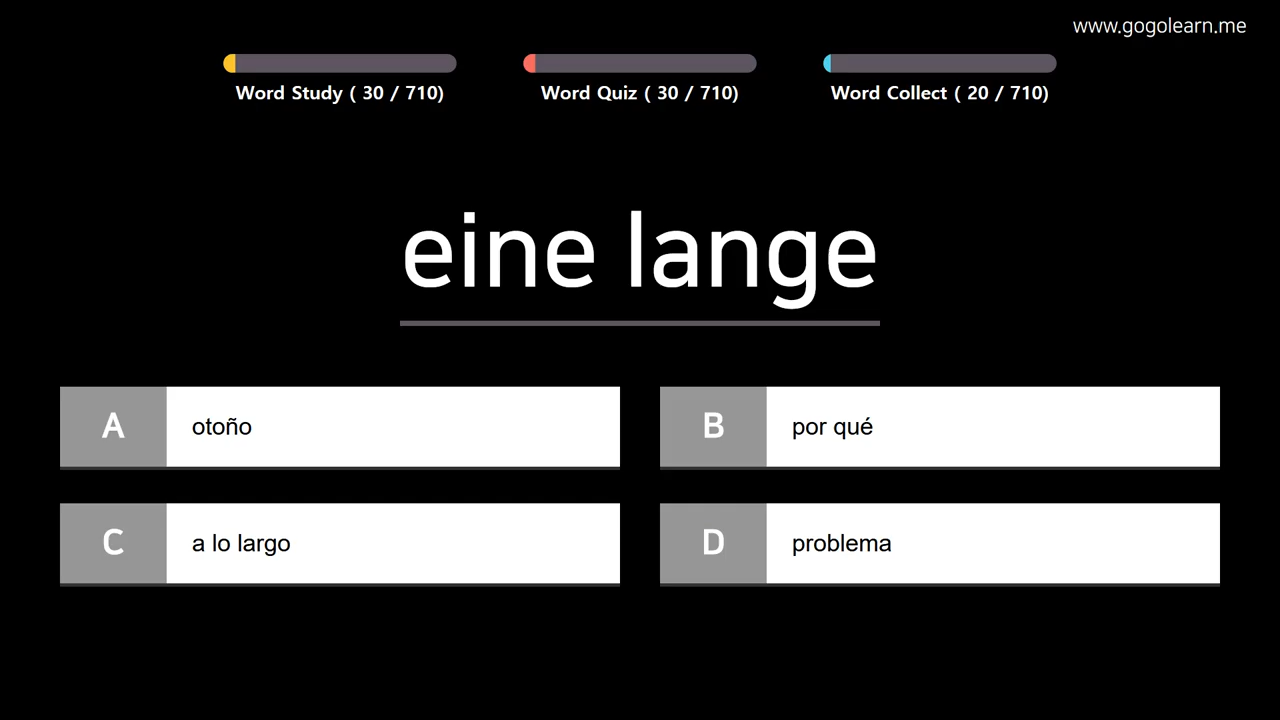 www.gogolearn.me
Word Study ( 30 / 710)
Word Quiz ( 30 / 710)
Word Collect ( 20 / 710)
eine lange
A otoño
B por qué
C a lo largo
D problema